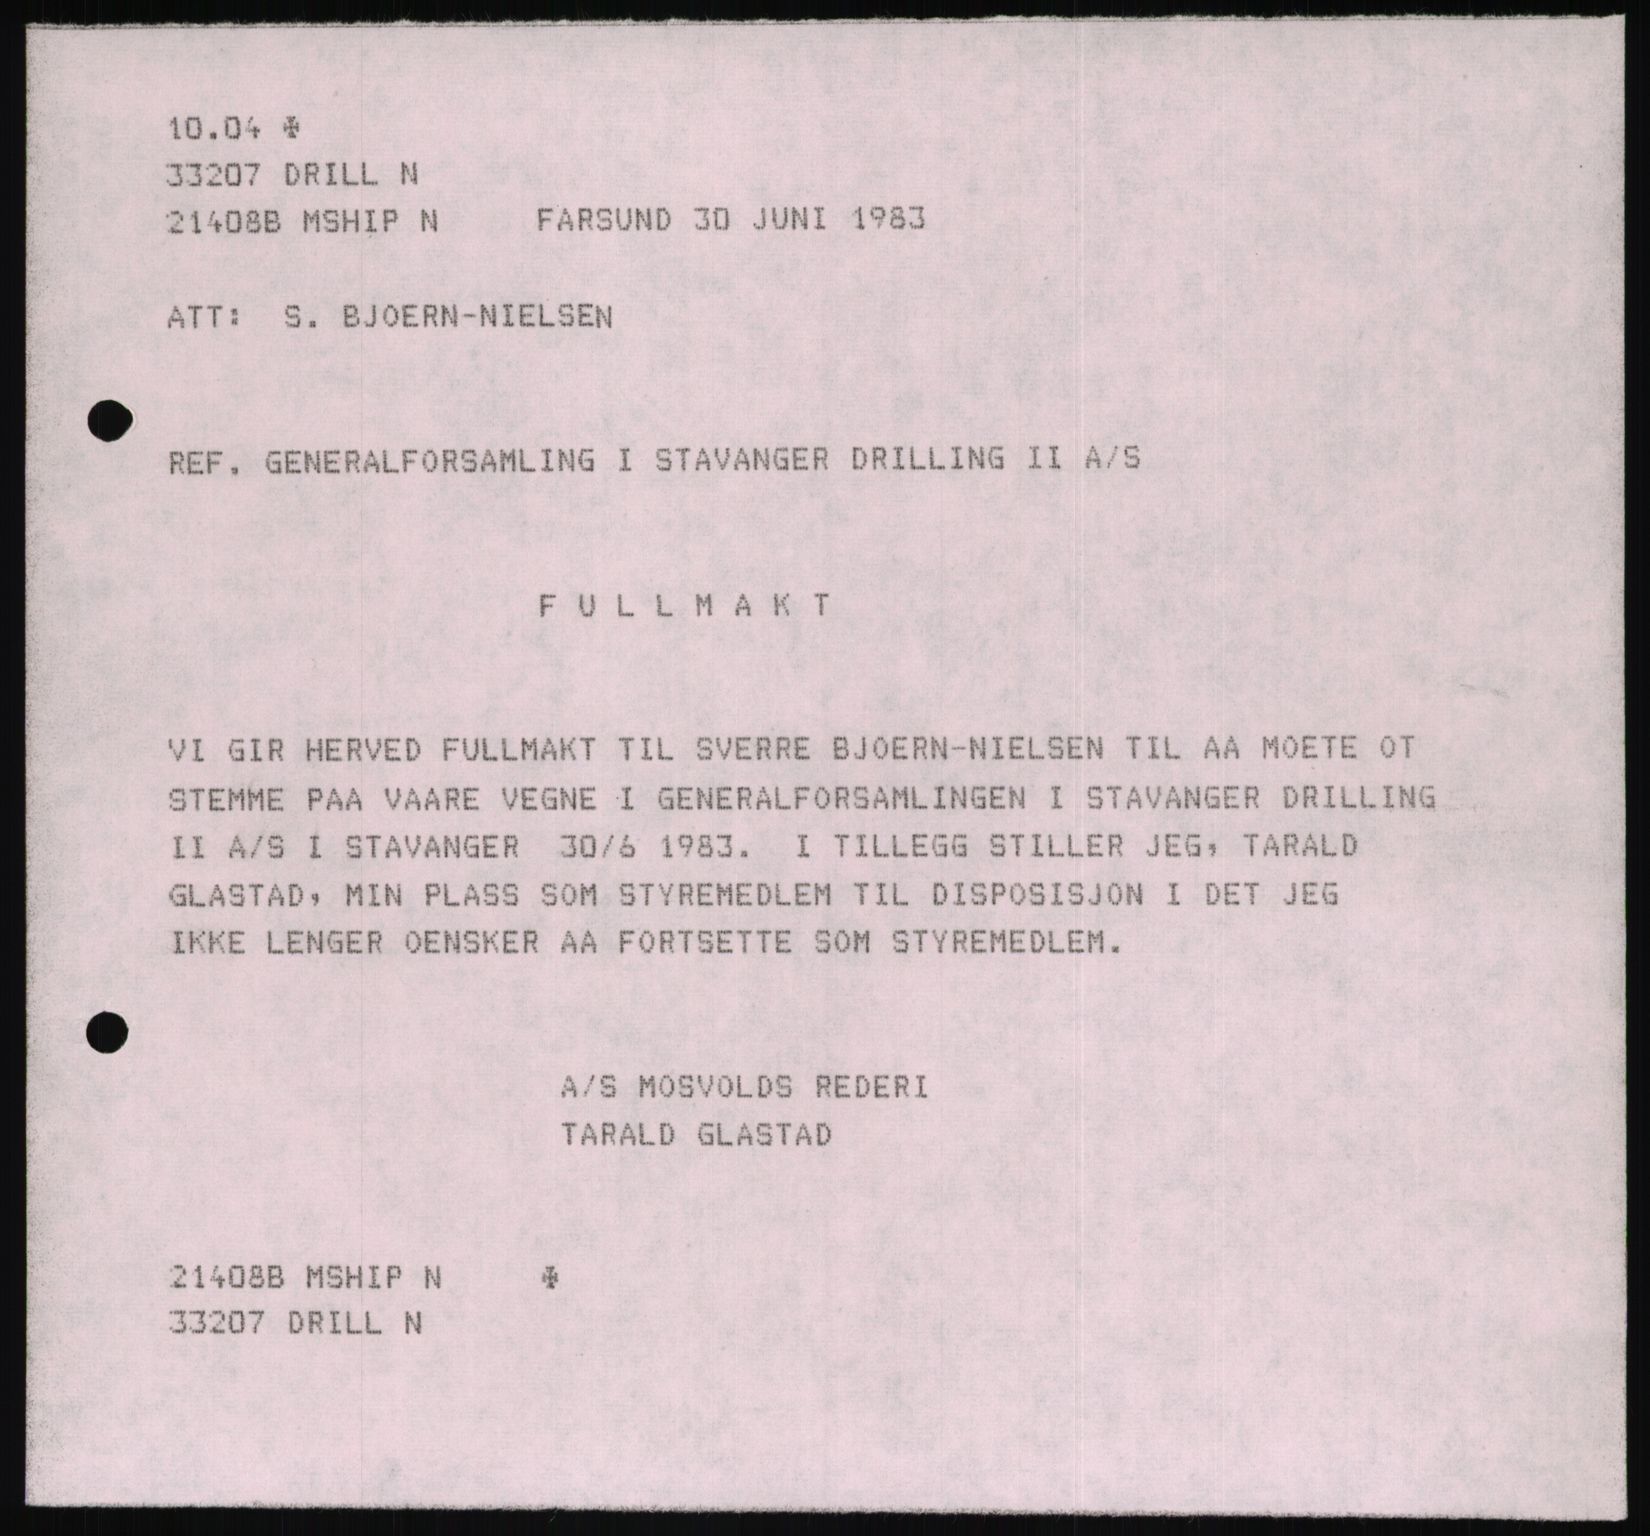 10.04 ✠
33207 DRILL N
21408B MSHIP N     FARSUND 30 JUNI 1983
ATT:  S. BJOERN-NIELSEN
REF. GENERALFORSAMLING I STAVANGER DRILLING II A/S
F U L L M A K T
VI GIR HERVED FULLMAKT TIL SVERRE BJOERN-NIELSEN TIL AA MOETE OT
STEMME PAA VAARE VEGNE I GENERALFORSAMLINGEN I STAVANGER DRILLING
II A/S I STAVANGER  30/6 1983.  I TILLEGG STILLER JEG, TARALD
GLASTAD, MIN PLASS SOM STYREMEDLEM TIL DISPOSISJON I DET JEG
IKKE LENGER OENSKER AA FORTSETTE SOM STYREMEDLEM.
A/S MOSVOLDS REDERI
TARALD GLASTAD
21408B MSHIP N     ✠
33207 DRILL N